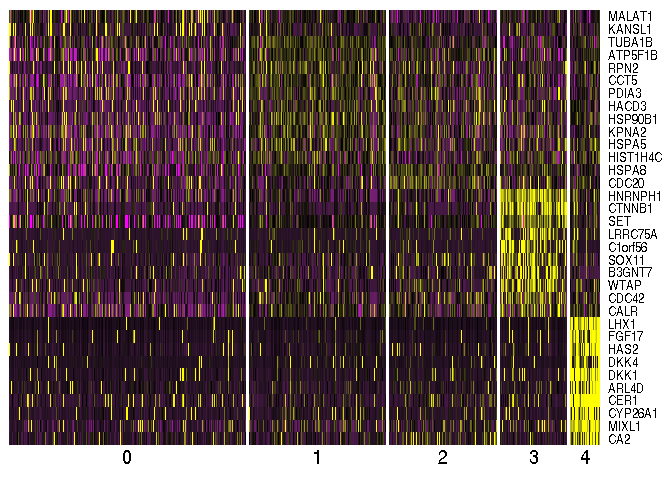 MALAT1
KANSL1
TUBA1B
ATP5F1B
RPN2
CCT5
PDIA3
HACD3
HSP90B1
KPNA2
HSPA5
HIST1H4C
HSPA8
CDC20
HNRNPH1
CTNNB1
SET
LRRC75A
C1orf56
SOX11
B3GNT7
WTAP
CDC42
CALR
LHX1
FGF17
HAS2
DKK4
DKK1
ARL4D
CER1
CYP26A1
MIXL1
CA2
0 1 2 3 4